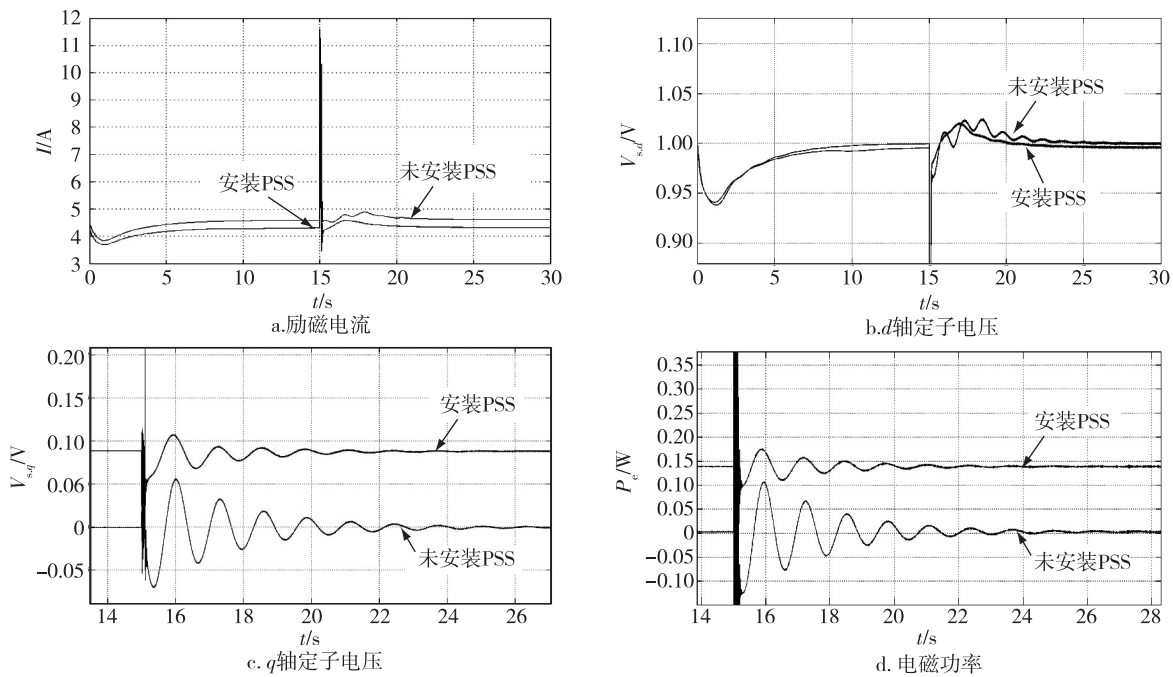 12
11
10
9
8
7
6
5
4
3
I/A
安装PSS
未安装PSS
0 5 10 15 20 25 30
t/s
a.励磁电流
1.10
1.05
1.00
0.95
0.90
V_{s.d}/V
未安装PSS
安装PSS
0 5 10 15 20 25 30
t/s
b.d轴定子电压
0.20
0.15
0.10
0.06
0
−0.05
V_{s.q}/V
安装PSS
未安装PSS
14 16 18 20 22 24 26
t/s
c. q轴定子电压
0.35
0.30
0.25
0.20
0.15
0.10
0.05
0
−0.05
−0.10
P_e/W
安装PSS
未安装PSS
14 16 18 20 22 24 26 28
t/s
d. 电磁功率